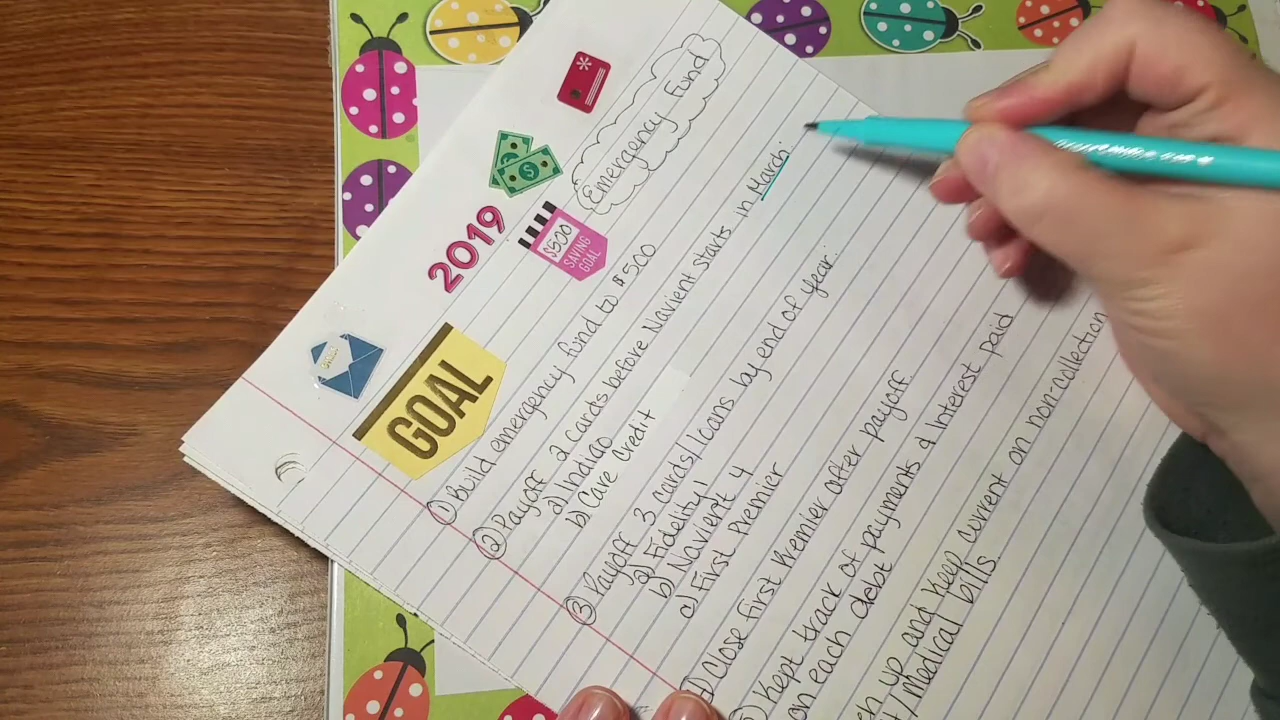 Emergency Fund
2019
$500
SAVING
GOAL
GOAL
① Build emergency fund to $500
② Payoff 2 cards before Navient starts in March.
a) Indigo
b) Care Credit
③ Payoff 3 cards/loans by end of year.
a) Fidelity 1
b) Navient 4
c) First Premier
Close First Premier after payoff.
Kept track of payments & Interest paid
on each debt
up and keep current on non-collection
/Medical bills.